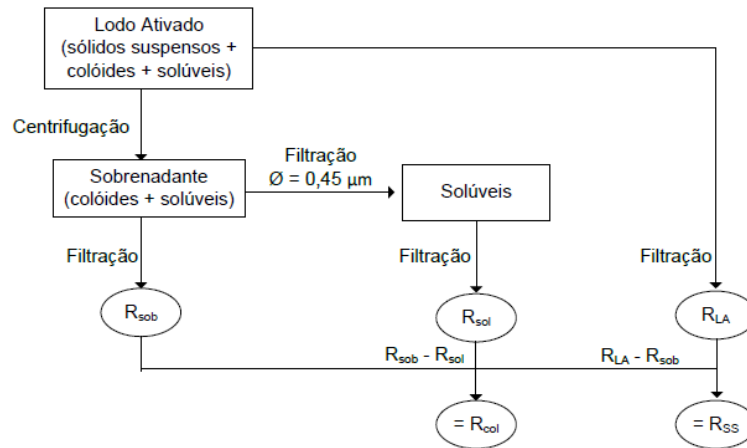 Lodo Ativado
(sólidos suspensos +
colóides + solúveis)
Centrifugação
Sobrenadante
(colóides + solúveis)
Filtração
Ø = 0,45 µm
Solúveis
Filtração
Filtração
Filtração
R_sob
R_sol
R_LA
R_sob - R_sol
R_LA - R_sob
= R_col
= R_SS